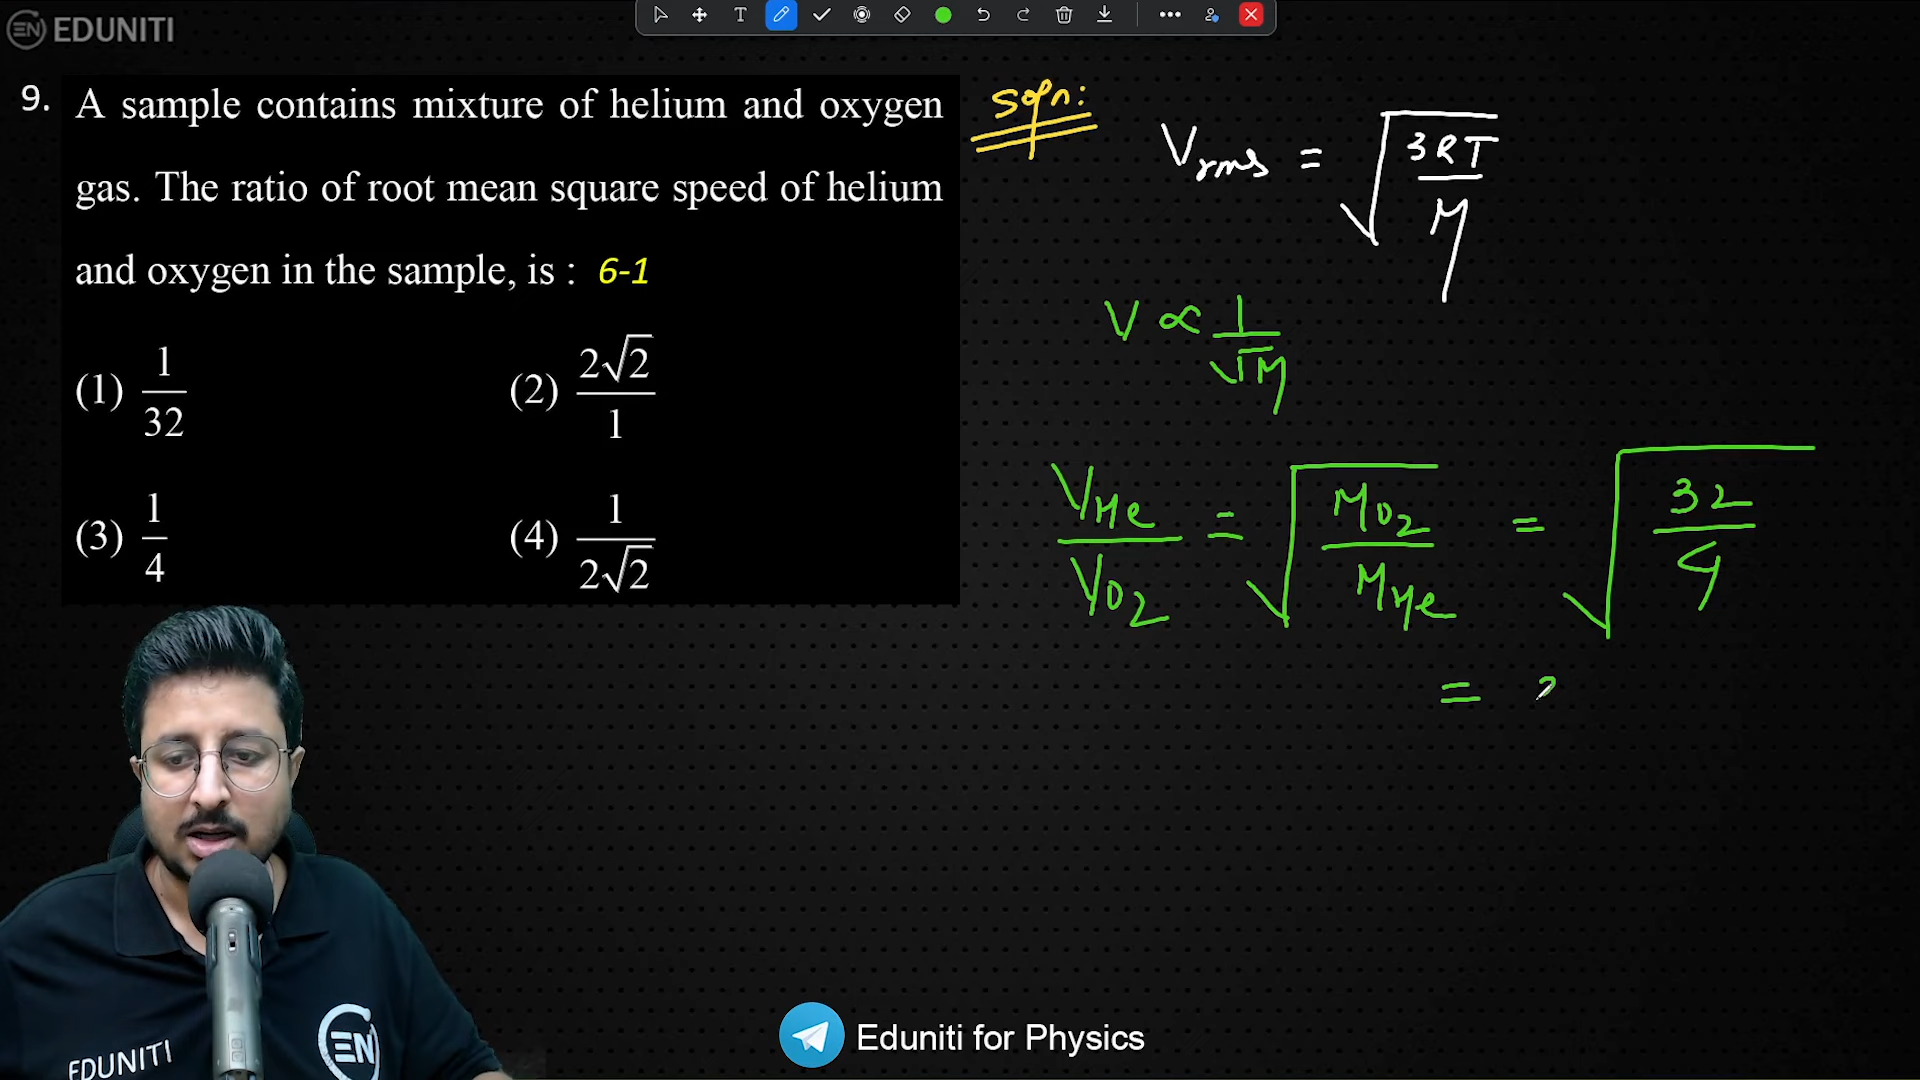 EN EDUNITI
9. A sample contains mixture of helium and oxygen
gas. The ratio of root mean square speed of helium
and oxygen in the sample, is : 6-1
(1) 1/32 (2) 2√2/1
(3) 1/4 (4) 1/2√2
Soln:
Vrms = √(3RT/M)
V ∝ 1/√M
VHe/VO2 = √(MO2/MHe) = √(32/4)
= 2
EDUNITI
EN
Eduniti for Physics